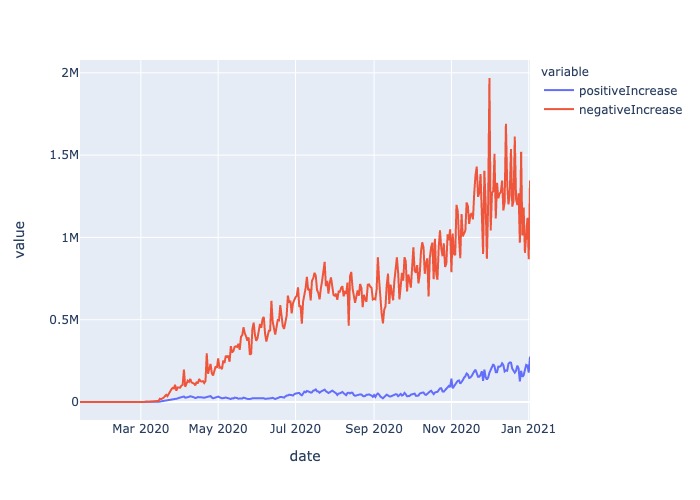 variable
positiveIncrease
negativeIncrease
value
2M
1.5M
1M
0.5M
0
Mar 2020
May 2020
Jul 2020
Sep 2020
Nov 2020
Jan 2021
date